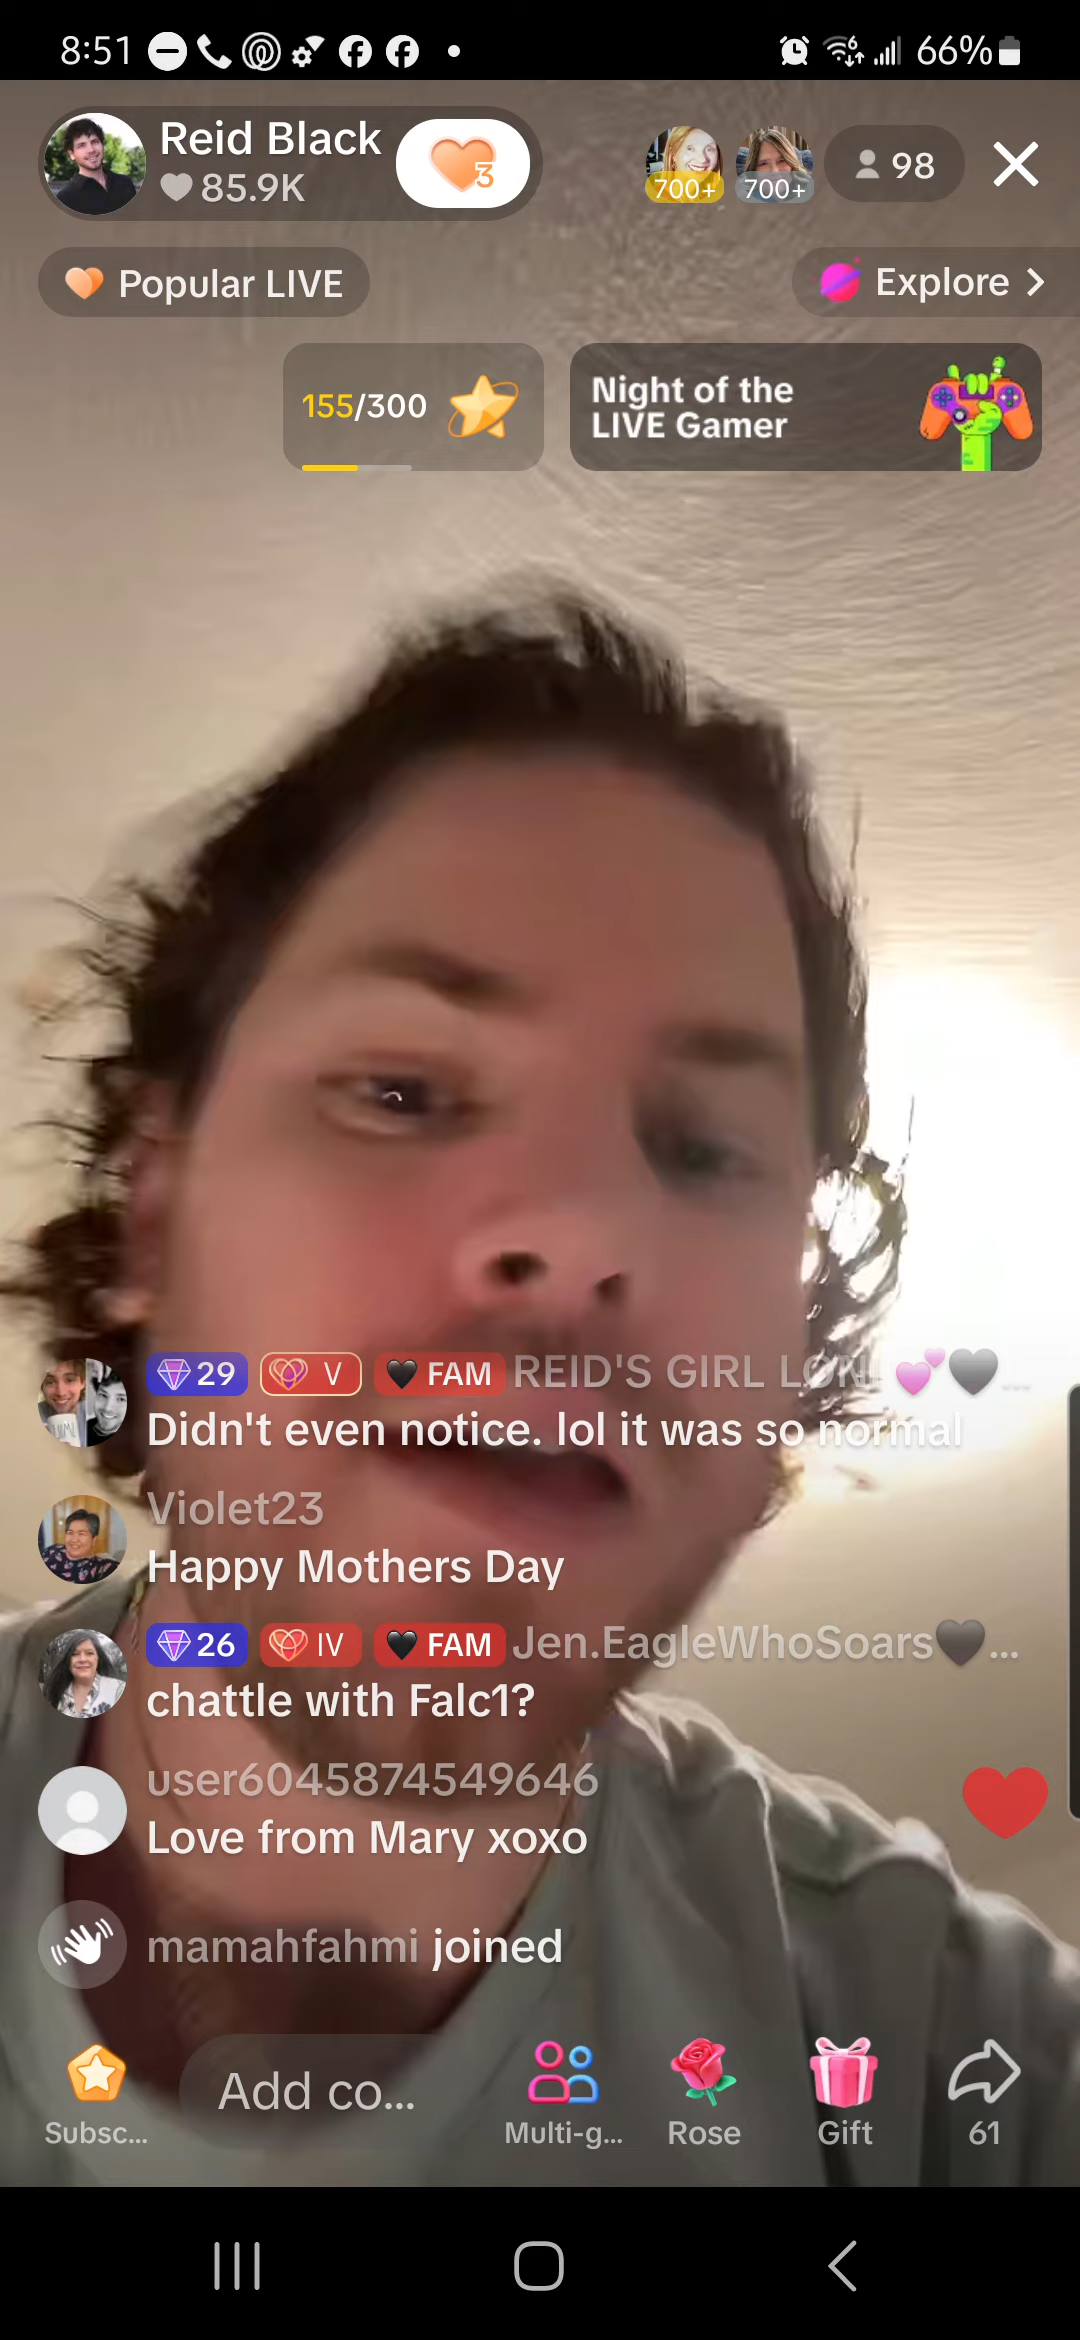 8:51
66%
Reid Black
85.9K
3
700+
700+
98
Popular LIVE
Explore
155/300
Night of the
LIVE Gamer
29 V FAM REID'S GIRL LONI...
Didn't even notice. lol it was so normal
Violet23
Happy Mothers Day
26 IV FAM Jen.EagleWhoSoars🖤...
chattle with Falc1?
user6045874549646
Love from Mary xoxo
mamahfahmi joined
Subsc...
Add co...
Multi-g...
Rose
Gift
61